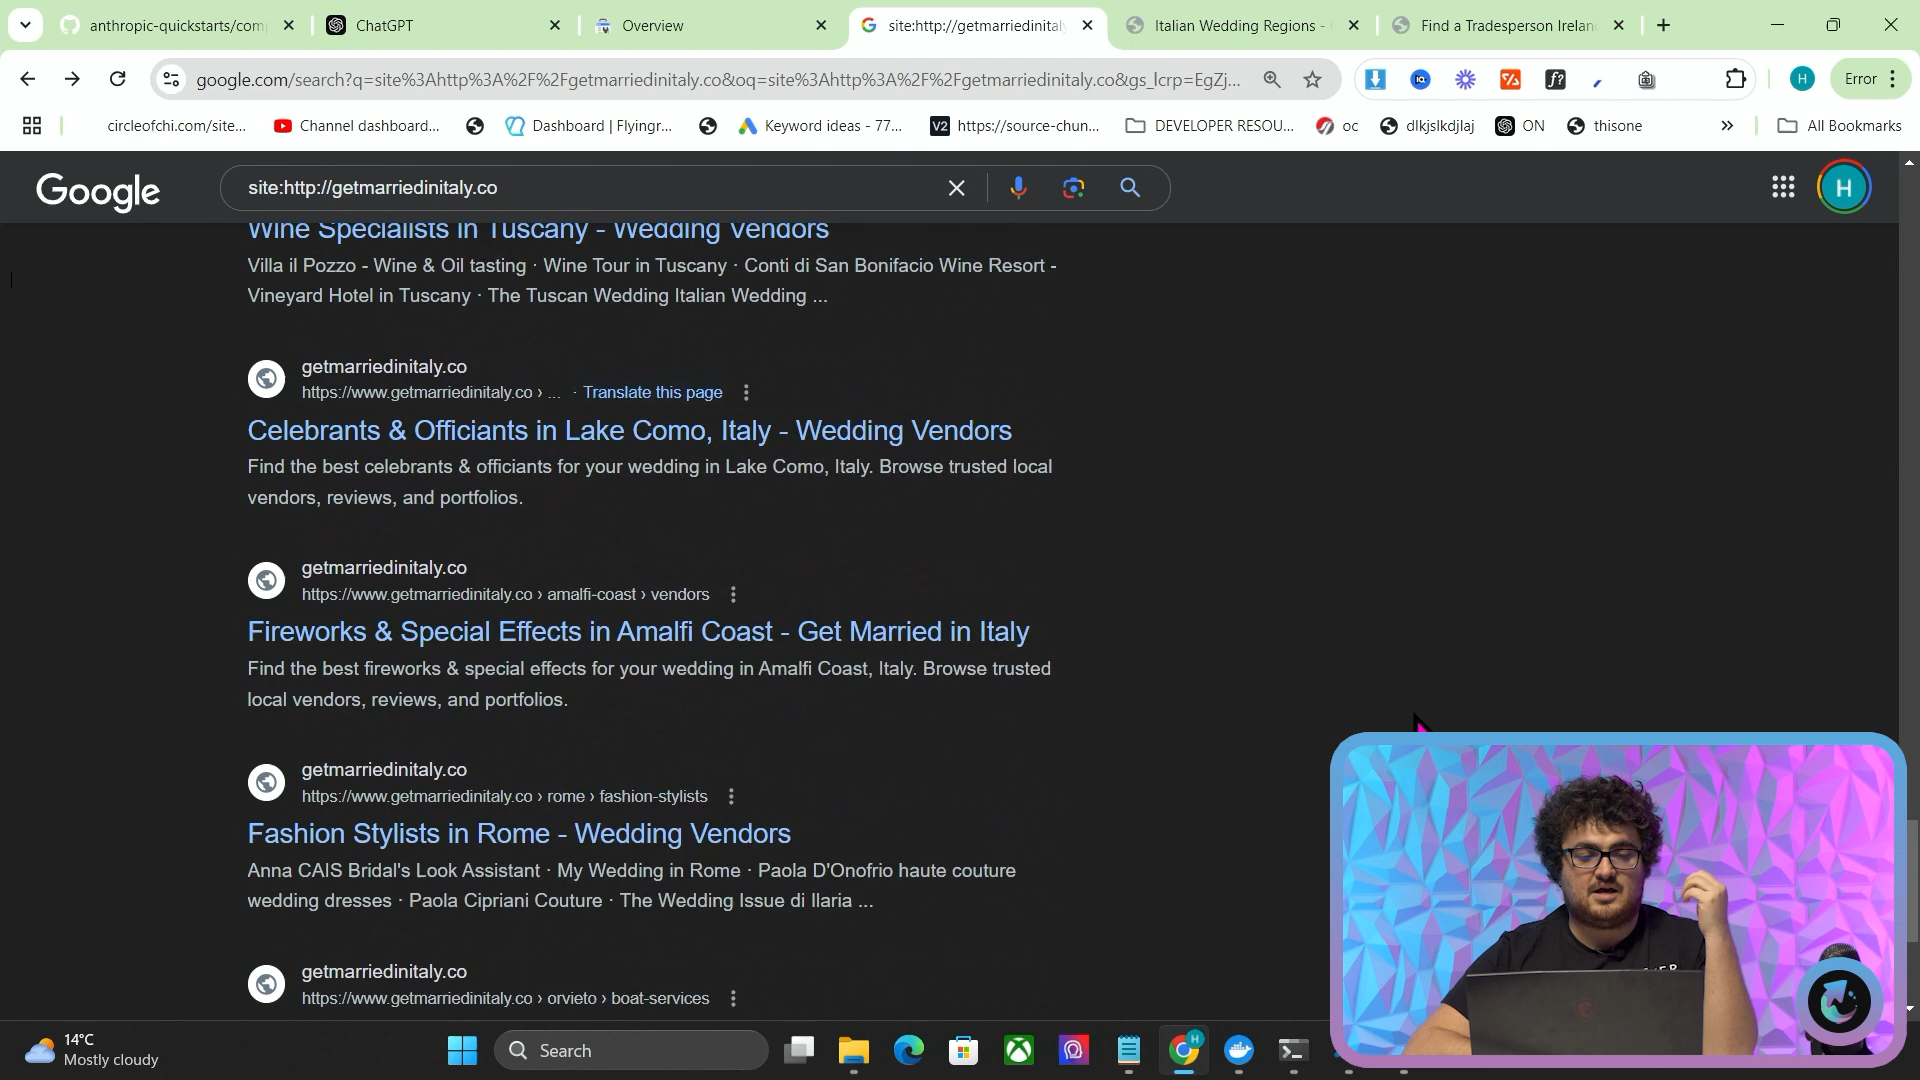 anthropic-quickstarts/com
ChatGPT
Overview
site:http://getmarriedinital
Italian Wedding Regions -
Find a Tradesperson Irelan
google.com/search?q=site%3Ahttp%3A%2F%2Fgetmarriedinitaly.co&oq=site%3Ahttp%3A%2F%2Fgetmarriedinitaly.co&gs_lcrp=EgZj...
H
Error
circleofchi.com/site...
Channel dashboard...
Dashboard | Flyingr...
Keyword ideas - 77...
V2
https://source-chun...
DEVELOPER RESOU...
oc
dlkjslkdjlaj
ON
thisone
All Bookmarks
Google
site:http://getmarriedinitaly.co
H
Wine Specialists in Tuscany - Wedding Vendors
Villa il Pozzo - Wine & Oil tasting · Wine Tour in Tuscany · Conti di San Bonifacio Wine Resort -
Vineyard Hotel in Tuscany · The Tuscan Wedding Italian Wedding ...
getmarriedinitaly.co
https://www.getmarriedinitaly.co › ... · Translate this page
Celebrants & Officiants in Lake Como, Italy - Wedding Vendors
Find the best celebrants & officiants for your wedding in Lake Como, Italy. Browse trusted local
vendors, reviews, and portfolios.
getmarriedinitaly.co
https://www.getmarriedinitaly.co › amalfi-coast › vendors
Fireworks & Special Effects in Amalfi Coast - Get Married in Italy
Find the best fireworks & special effects for your wedding in Amalfi Coast, Italy. Browse trusted
local vendors, reviews, and portfolios.
getmarriedinitaly.co
https://www.getmarriedinitaly.co › rome › fashion-stylists
Fashion Stylists in Rome - Wedding Vendors
Anna CAIS Bridal's Look Assistant · My Wedding in Rome · Paola D'Onofrio haute couture
wedding dresses · Paola Cipriani Couture · The Wedding Issue di Ilaria ...
getmarriedinitaly.co
https://www.getmarriedinitaly.co › orvieto › boat-services
14°C
Mostly cloudy
Search